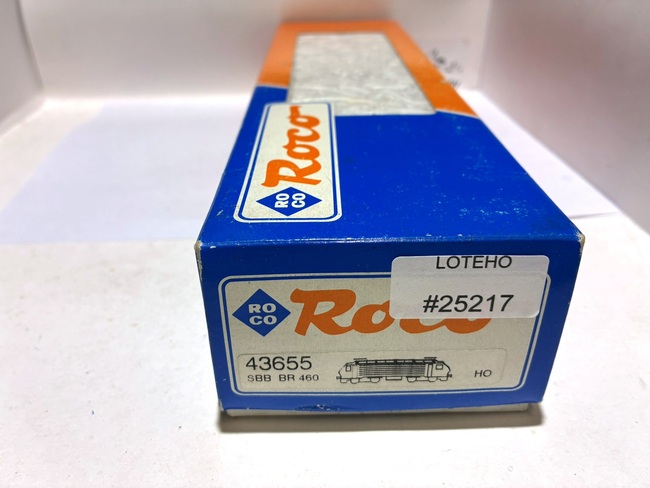 Roco
RO
CO
LOTEHO
#25217
RO
CO
Roco
43655
SBB BR 460
HO